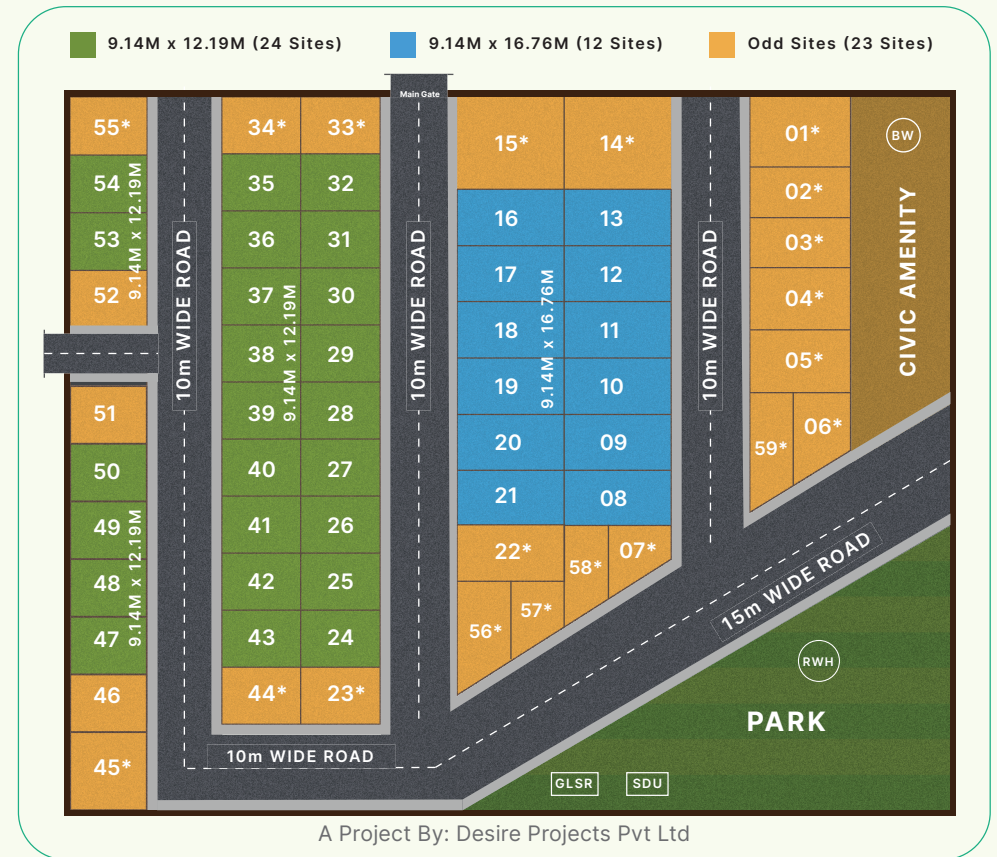 9.14M x 12.19M (24 Sites)
9.14M x 16.76M (12 Sites)
Odd Sites (23 Sites)
Main Gate
55*
54
53
52
9.14M x 12.19M
51
50
49
48
47
9.14M x 12.19M
46
45*
10m WIDE ROAD
34* 33*
35 32
36 31
37 30
38 29
39 28
9.14M x 12.19M
40 27
41 26
42 25
43 24
44* 23*
10m WIDE ROAD
10m WIDE ROAD
15* 14*
16 13
17 12
18 11
19 10
9.14M x 16.76M
20 09
21 08
22* 58* 07*
56* 57*
10m WIDE ROAD
01*
02*
03*
04*
05*
59* 06*
BW
CIVIC AMENITY
15m WIDE ROAD
RWH
PARK
GLSR SDU
A Project By: Desire Projects Pvt Ltd